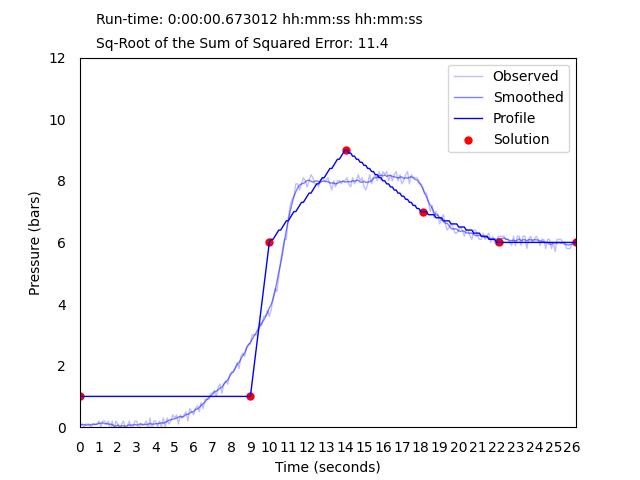 Run-time: 0:00:00.673012 hh:mm:ss hh:mm:ss
Sq-Root of the Sum of Squared Error: 11.4
12
10
8
6
4
2
0
Pressure (bars)
Observed
Smoothed
Profile
Solution
0 1 2 3 4 5 6 7 8 9 10 11 12 13 14 15 16 17 18 19 20 21 22 23 24 25 26
Time (seconds)